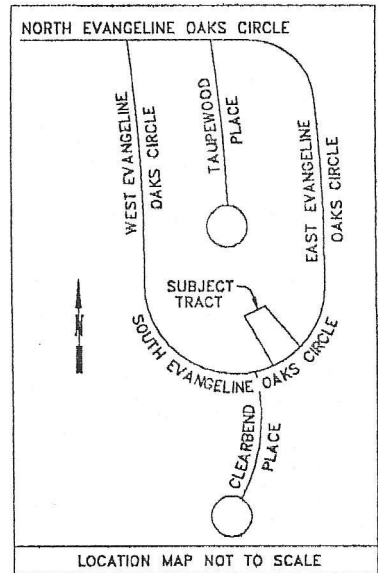 NORTH EVANGELINE OAKS CIRCLE
WEST EVANGELINE
OAKS CIRCLE
TAUPEWOOD
PLACE
EAST EVANGELINE
OAKS CIRCLE
SUBJECT
TRACT
N
SOUTH EVANGELINE OAKS CIRCLE
CLEARBEND
PLACE
LOCATION MAP NOT TO SCALE